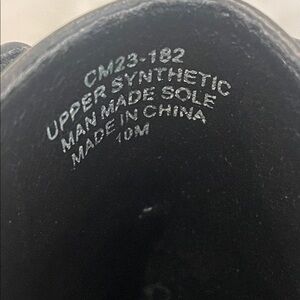 CM23-182
UPPER SYNTHETIC
MAN MADE SOLE
MADE IN CHINA
10M